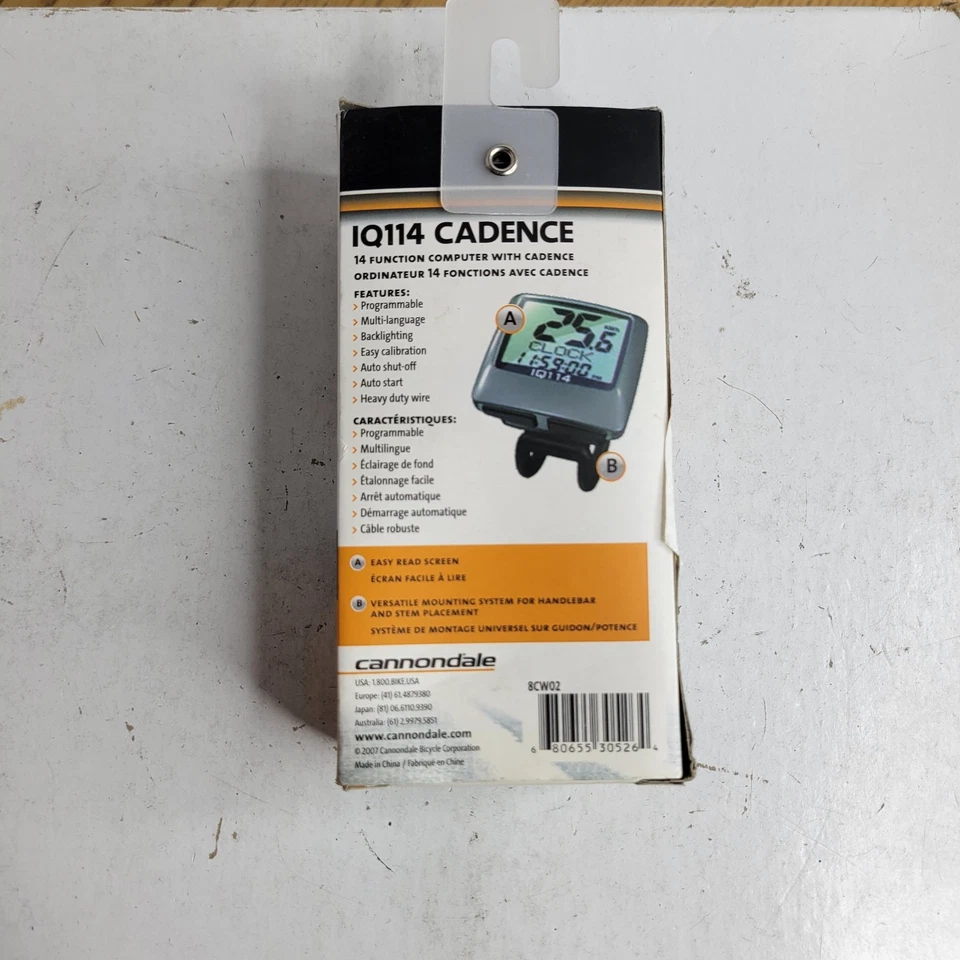 IQ114 CADENCE
14 FUNCTION COMPUTER WITH CADENCE
ORDINATEUR 14 FONCTIONS AVEC CADENCE
FEATURES:
> Programmable
> Multi-language
> Backlighting
> Easy calibration
> Auto shut-off
> Auto start
> Heavy duty wire
CARACTÉRISTIQUES:
> Programmable
> Multilingue
> Éclairage de fond
> Étalonnage facile
> Arrêt automatique
> Démarrage automatique
> Câble robuste
A
25.6
CLOCK
11:59:00
IQ114
B
A EASY READ SCREEN
ÉCRAN FACILE À LIRE
B VERSATILE MOUNTING SYSTEM FOR HANDLEBAR
AND STEM PLACEMENT
SYSTÈME DE MONTAGE UNIVERSEL SUR GUIDON/POTENCE
cannondale
USA: 1.800.BIKE.USA
Europe: (41) 61.4879380
Japan: (81) 06.6110.9390
Australia: (61) 2.9979.5851
www.cannondale.com
© 2007 Cannondale Bicycle Corporation
Made in China / Fabriqué en Chine
8CW02
6 80655 30526 4